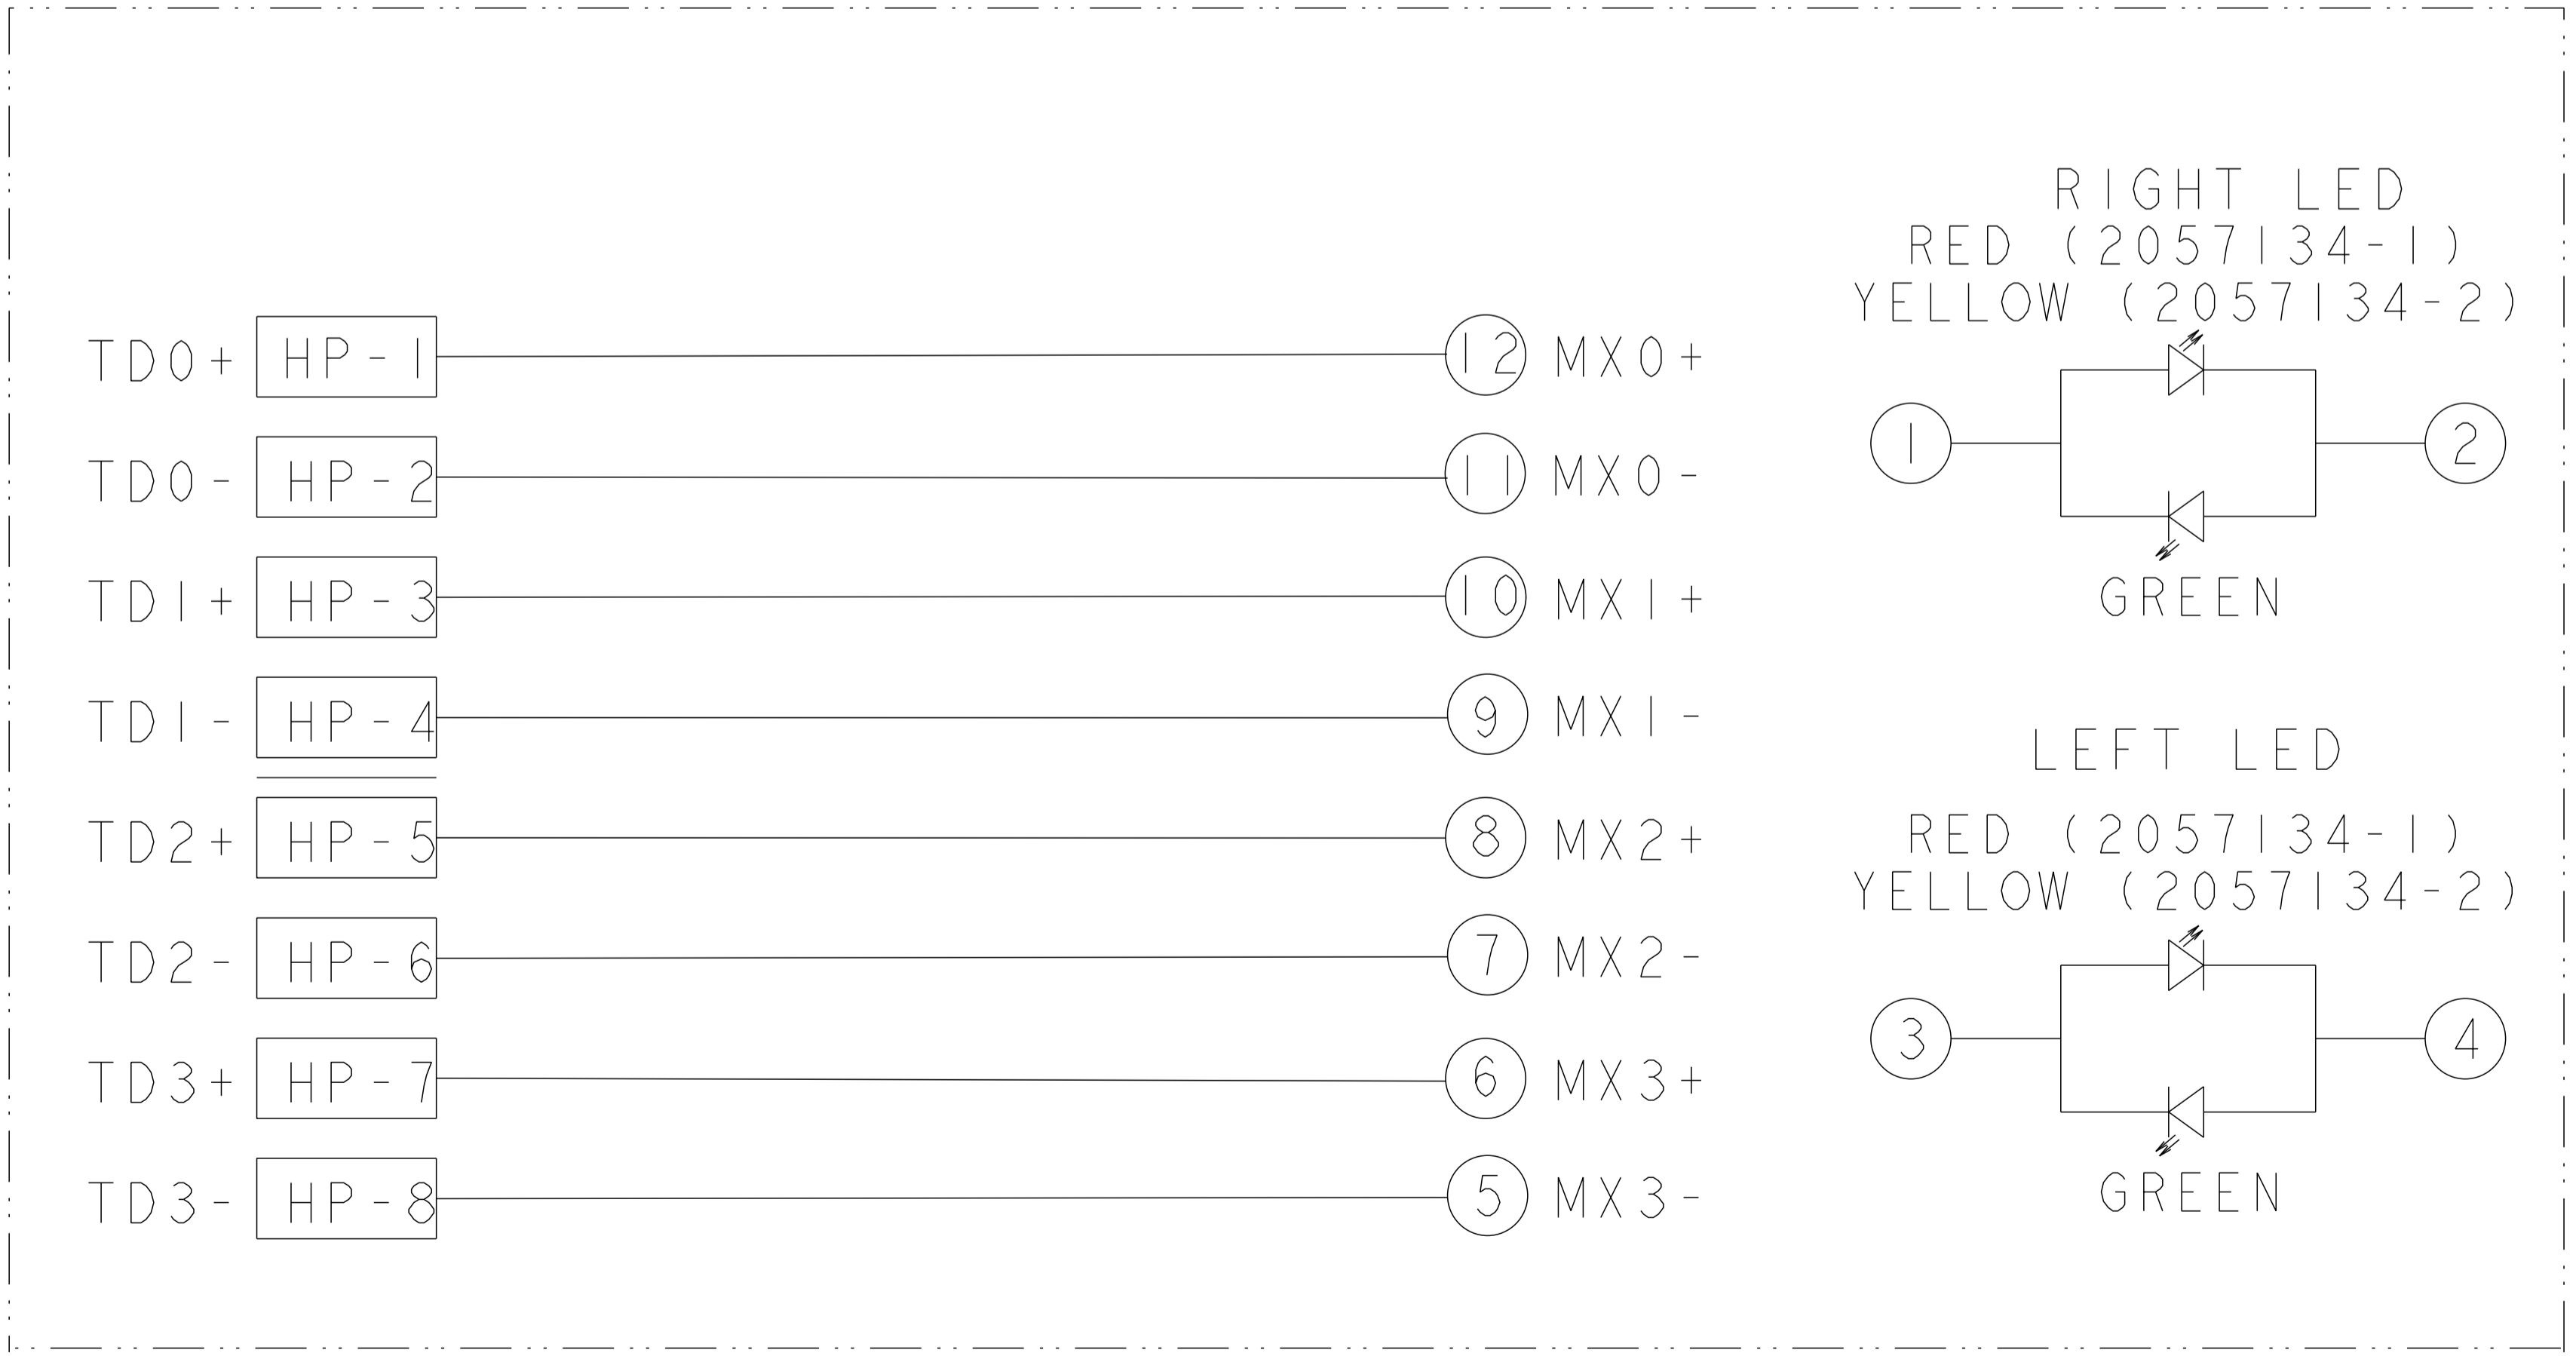 TD0+ HP-1 12 MX0+
TD0- HP-2 11 MX0-
TD1+ HP-3 10 MX1+
TD1- HP-4 9 MX1-
TD2+ HP-5 8 MX2+
TD2- HP-6 7 MX2-
TD3+ HP-7 6 MX3+
TD3- HP-8 5 MX3-
RIGHT LED
RED (2057134-1)
YELLOW (2057134-2)
1 2
GREEN
LEFT LED
RED (2057134-1)
YELLOW (2057134-2)
3 4
GREEN